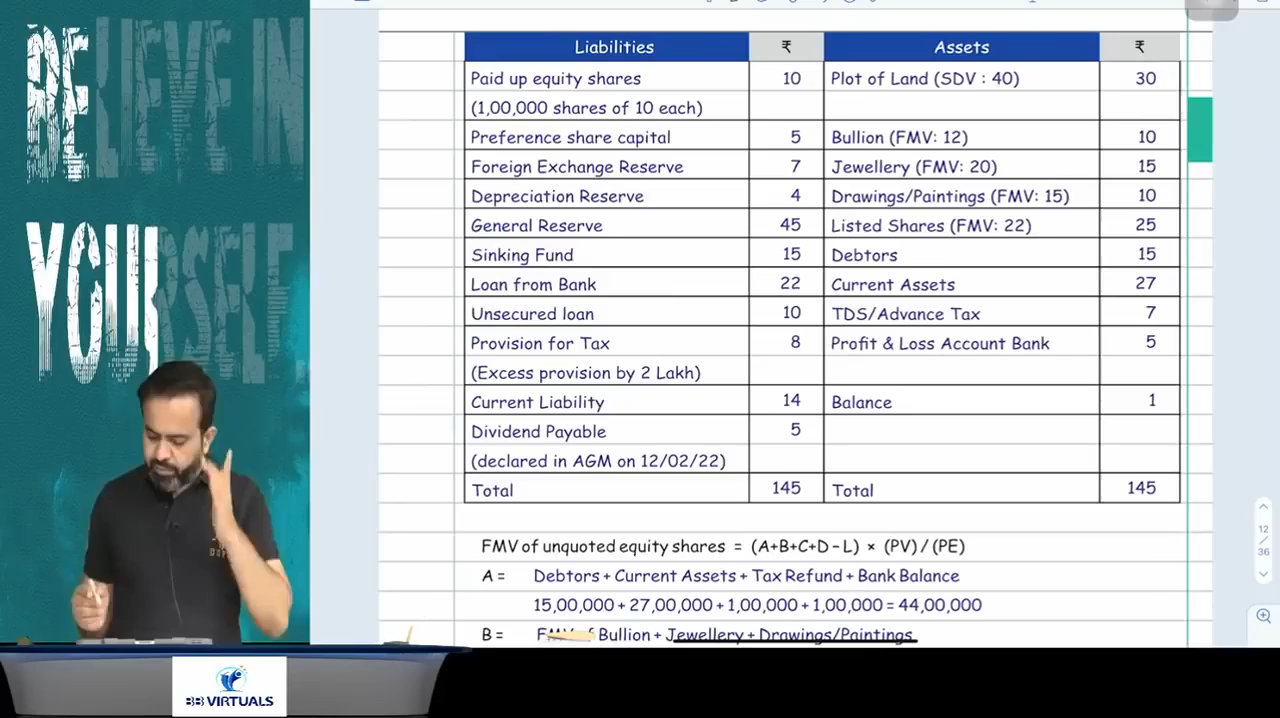 BELIEVE IN
YOURSELF
Liabilities ₹ Assets ₹
Paid up equity shares 10 Plot of Land (SDV : 40) 30
(1,00,000 shares of 10 each)
Preference share capital 5 Bullion (FMV: 12) 10
Foreign Exchange Reserve 7 Jewellery (FMV: 20) 15
Depreciation Reserve 4 Drawings/Paintings (FMV: 15) 10
General Reserve 45 Listed Shares (FMV: 22) 25
Sinking Fund 15 Debtors 15
Loan from Bank 22 Current Assets 27
Unsecured loan 10 TDS/Advance Tax 7
Provision for Tax 8 Profit & Loss Account Bank 5
(Excess provision by 2 Lakh)
Current Liability 14 Balance 1
Dividend Payable 5
(declared in AGM on 12/02/22)
Total 145 Total 145
FMV of unquoted equity shares = (A+B+C+D – L) × (PV) / (PE)
A = Debtors + Current Assets + Tax Refund + Bank Balance
15,00,000 + 27,00,000 + 1,00,000 + 1,00,000 = 44,00,000
B = FMV of Bullion + Jewellery + Drawings/Paintings
12
/
36
BB VIRTUALS